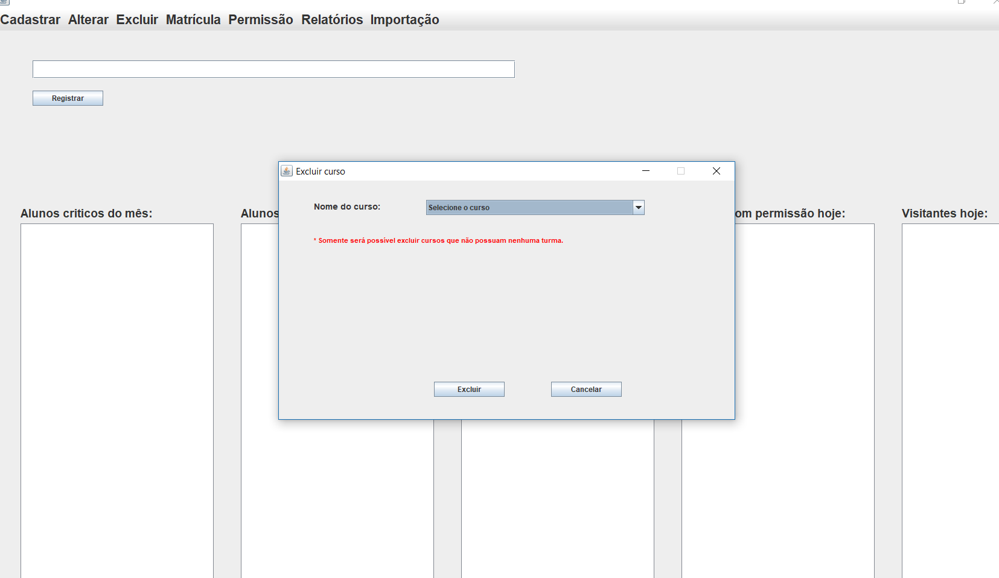 Cadastrar Alterar Excluir Matrícula Permissão Relatórios Importação
Registrar
Excluir curso
Nome do curso: Selecione o curso
* Somente será possível excluir cursos que não possuam nenhuma turma.
Excluir Cancelar
Alunos criticos do mês: Alunos om permissão hoje: Visitantes hoje: